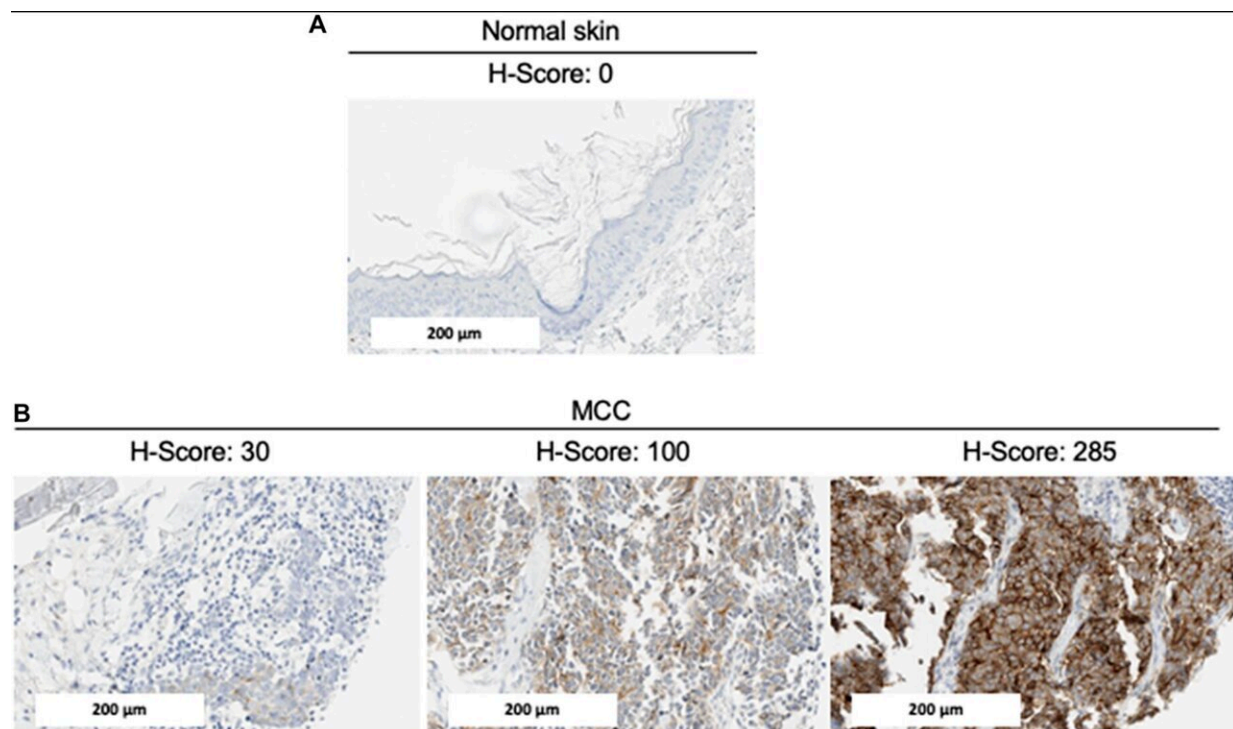 A
Normal skin
H-Score: 0
200 µm
B
MCC
H-Score: 30
H-Score: 100
H-Score: 285
200 µm
200 µm
200 µm